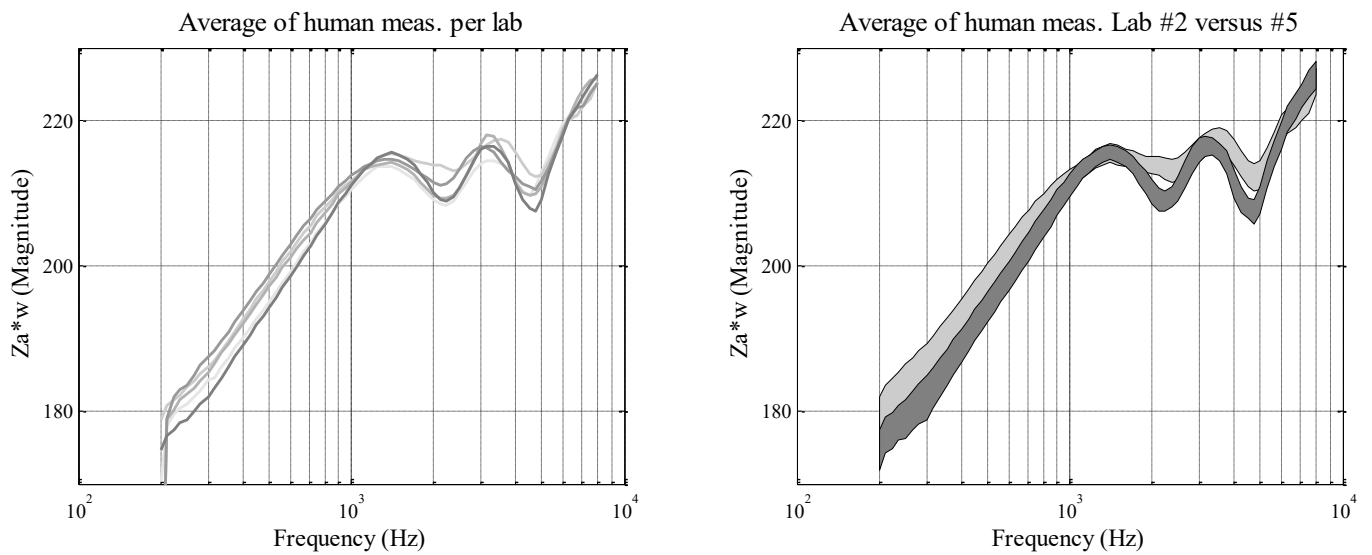 Average of human meas. per lab
Za*w (Magnitude)
220
200
180
10^2
10^3
10^4
Frequency (Hz)
Average of human meas. Lab #2 versus #5
Za*w (Magnitude)
220
200
180
10^2
10^3
10^4
Frequency (Hz)